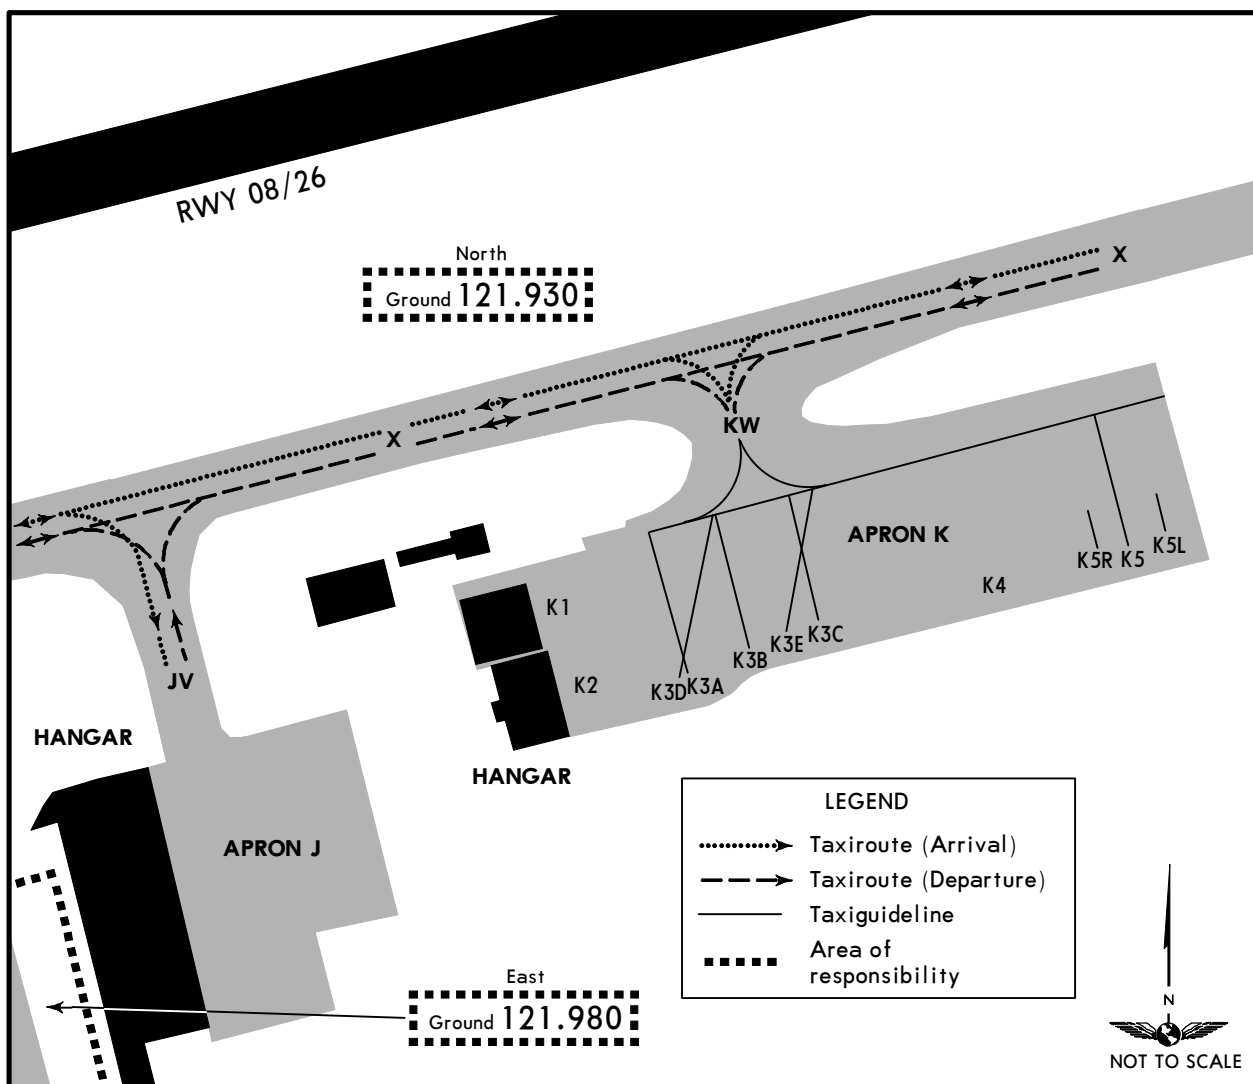 RWY 08/26
North
Ground 121.930
X
X
KW
APRON K
K5R
K5
K5L
K4
K1
K3C
K3E
K3B
K2
K3D
K3A
JV
HANGAR
HANGAR
APRON J
LEGEND
Taxiroute (Arrival)
Taxiroute (Departure)
Taxiguideline
Area of
responsibility
East
Ground 121.980
N
NOT TO SCALE